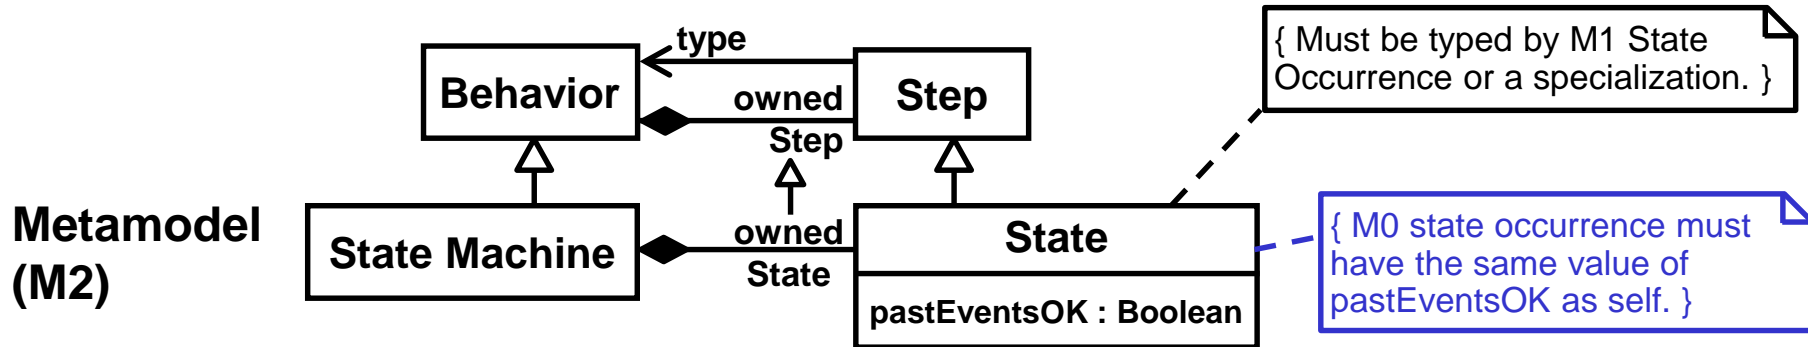 { Must be typed by M1 State
Occurrence or a specialization. }
type
Behavior
owned
Step
Step
Metamodel
(M2)
State Machine
owned
State
State
pastEventsOK : Boolean
{ M0 state occurrence must
have the same value of
pastEventsOK as self. }